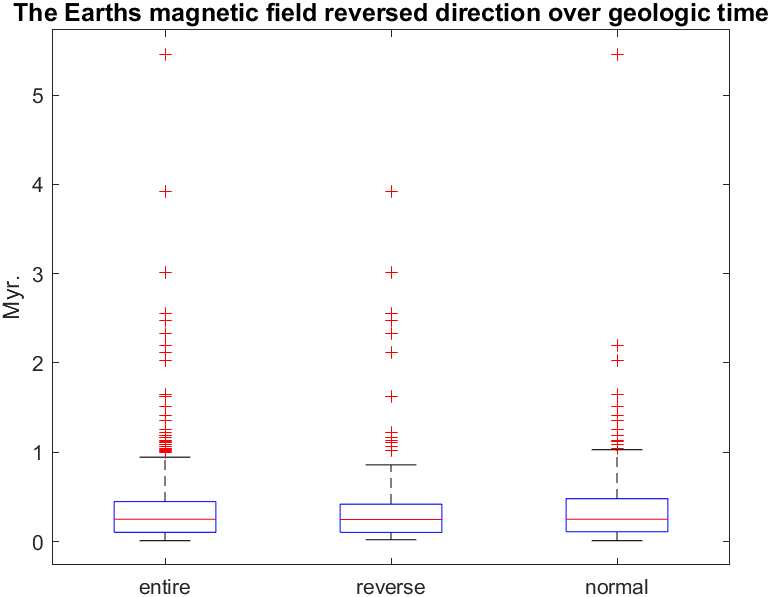 The Earths magnetic field reversed direction over geologic time
Myr.
5
4
3
2
1
0
entire reverse normal